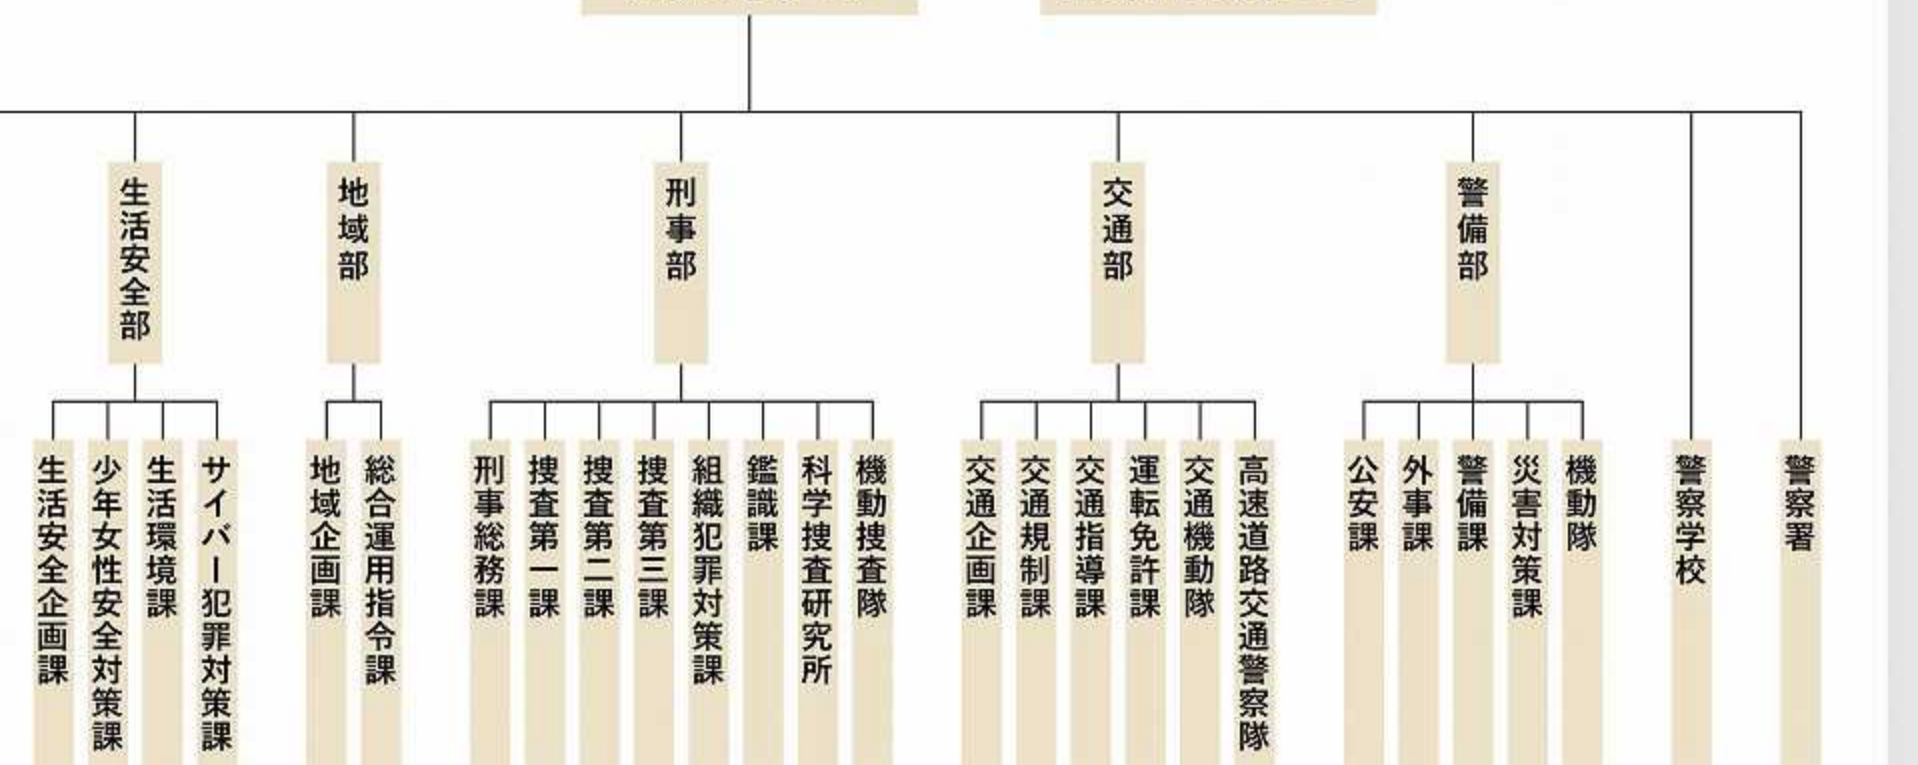 生活安全部
地域部
刑事部
交通部
警備部
生活安全企画課
少年女性安全対策課
生活環境課
サイバー犯罪対策課
地域企画課
総合運用指令課
刑事総務課
捜査第一課
捜査第二課
捜査第三課
組織犯罪対策課
鑑識課
科学捜査研究所
機動捜査隊
交通企画課
交通規制課
交通指導課
運転免許課
交通機動隊
高速道路交通警察隊
公安課
外事課
警備課
災害対策課
機動隊
警察学校
警察署